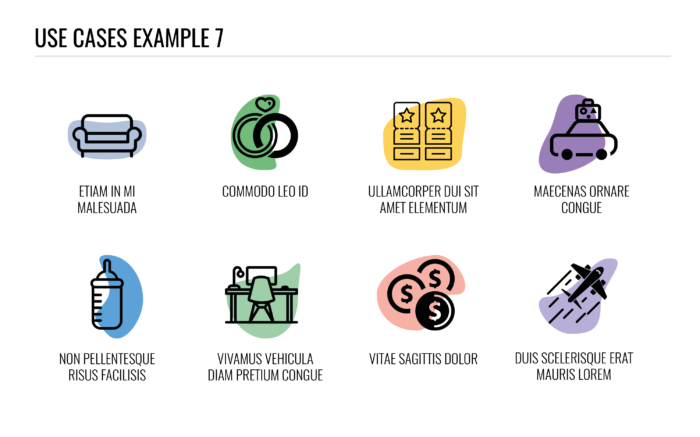 USE CASES EXAMPLE 7
ETIAM IN MI
MALESUADA
COMMODO LEO ID
ULLAMCORPER DUI SIT
AMET ELEMENTUM
MAECENAS ORNARE
CONGUE
NON PELLENTESQUE
RISUS FACILISIS
VIVAMUS VEHICULA
DIAM PRETIUM CONGUE
VITAE SAGITTIS DOLOR
DUIS SCELERISQUE ERAT
MAURIS LOREM